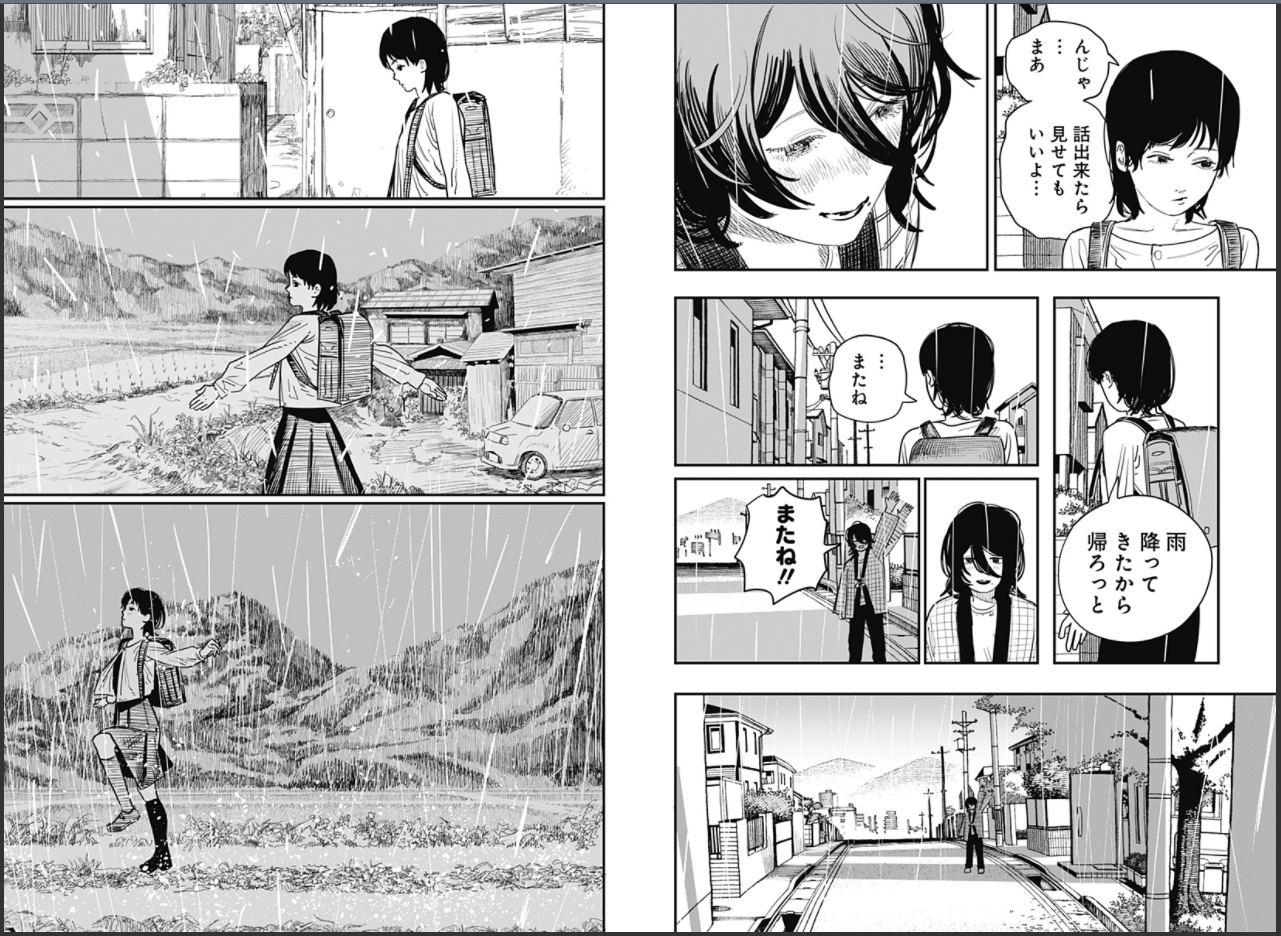 んじゃ
…
まあ
話出来たら
見せても
いいよ…
雨
降って
きたから
帰ろっと
…
またね
またね!!